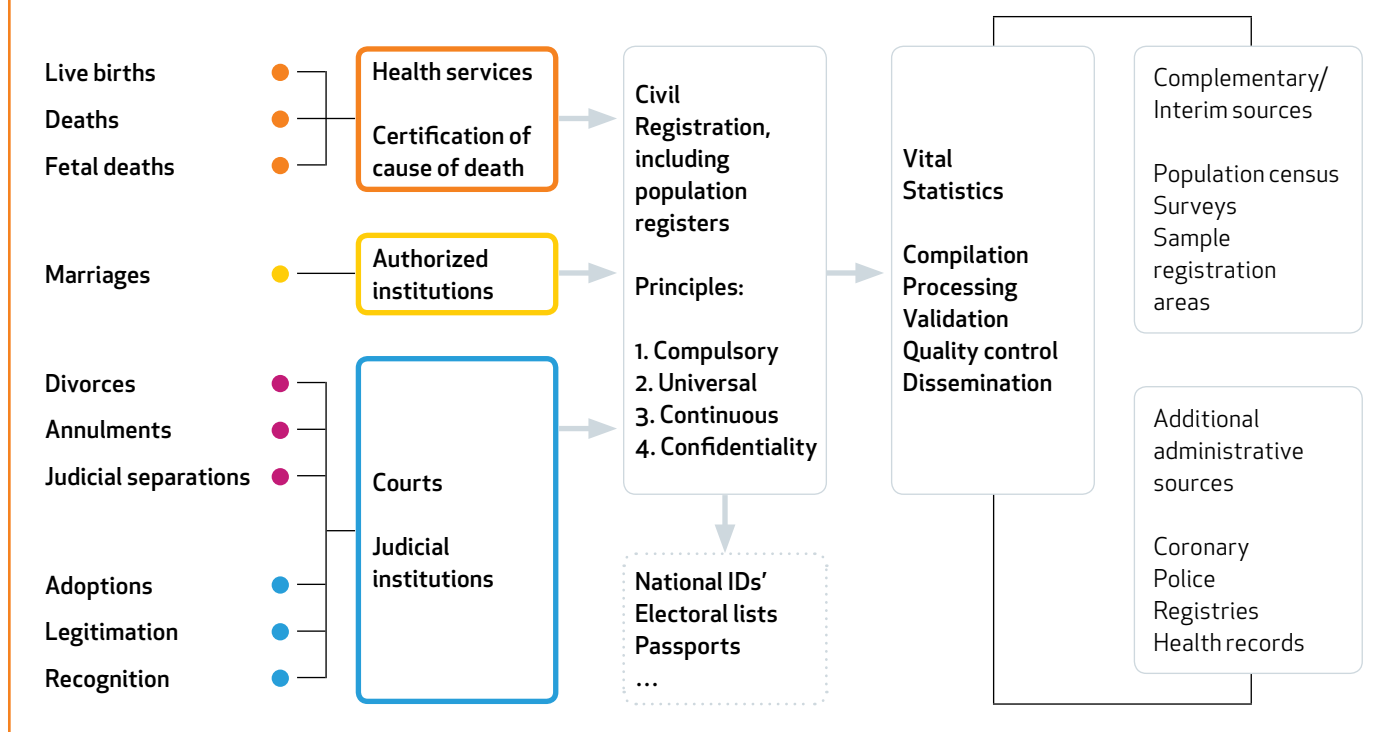 Live births
Deaths
Fetal deaths
Marriages
Divorces
Annulments
Judicial separations
Adoptions
Legitimation
Recognition
Health services
Certification of
cause of death
Authorized
institutions
Courts
Judicial
institutions
Civil
Registration,
including
population
registers
Principles:
1. Compulsory
2. Universal
3. Continuous
4. Confidentiality
National IDs’
Electoral lists
Passports
...
Vital
Statistics
Compilation
Processing
Validation
Quality control
Dissemination
Complementary/
Interim sources
Population census
Surveys
Sample
registration
areas
Additional
administrative
sources
Coronary
Police
Registries
Health records